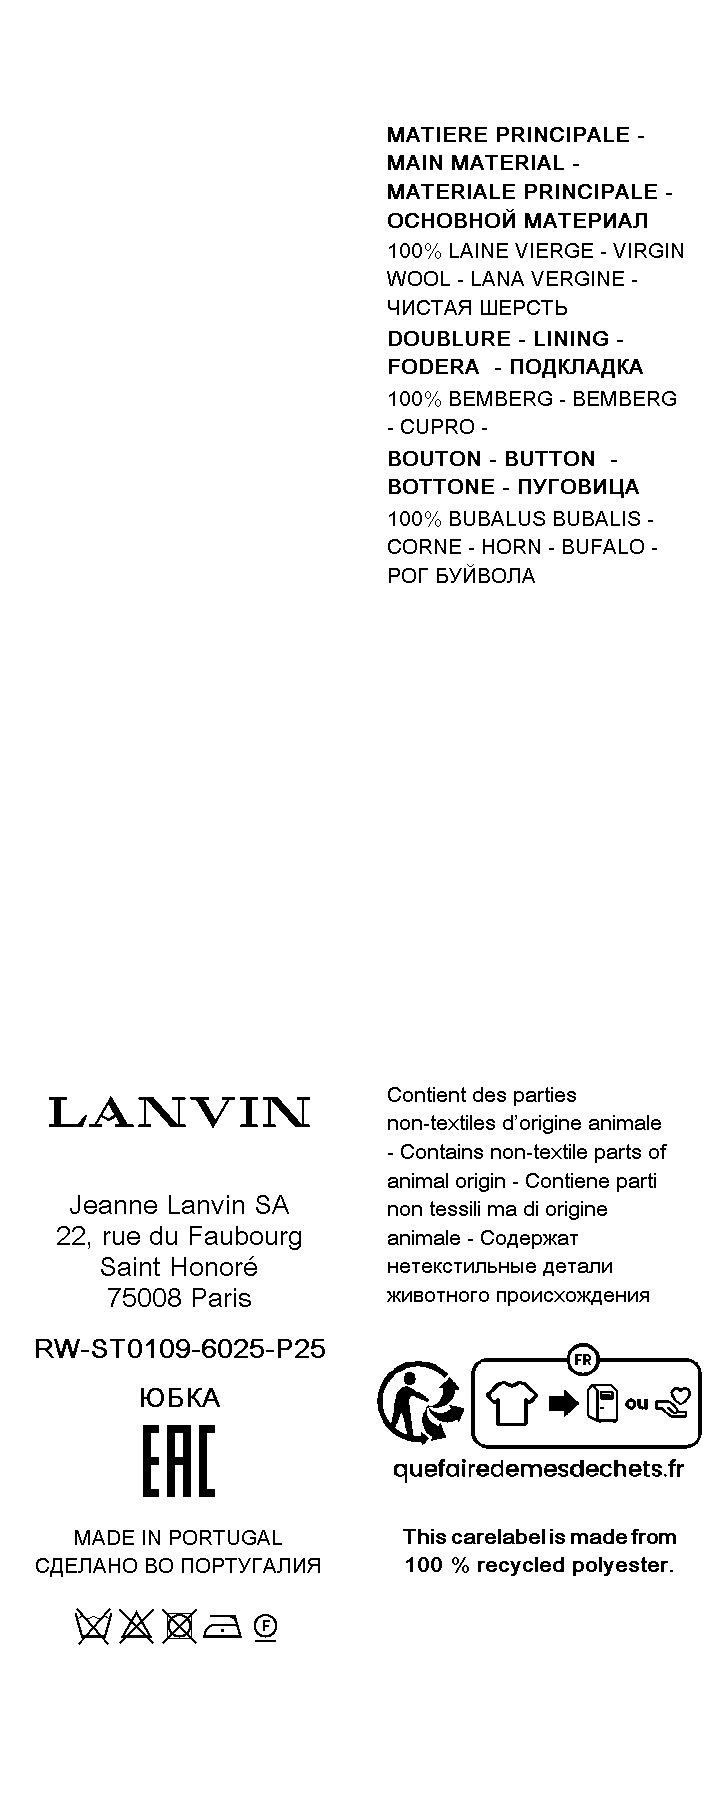 MATIERE PRINCIPALE -
MAIN MATERIAL -
MATERIALE PRINCIPALE -
ОСНОВНОЙ МАТЕРИАЛ
100% LAINE VIERGE - VIRGIN
WOOL - LANA VERGINE -
ЧИСТАЯ ШЕРСТЬ
DOUBLURE - LINING -
FODERA - ПОДКЛАДКА
100% BEMBERG - BEMBERG
- CUPRO -
BOUTON - BUTTON -
BOTTONE - ПУГОВИЦА
100% BUBALUS BUBALIS -
CORNE - HORN - BUFALO -
РОГ БУЙВОЛА
LANVIN
Jeanne Lanvin SA
22, rue du Faubourg
Saint Honoré
75008 Paris
RW-ST0109-6025-P25
ЮБКА
EAC
MADE IN PORTUGAL
СДЕЛАНО ВО ПОРТУГАЛИЯ
F
Contient des parties
non-textiles d’origine animale
- Contains non-textile parts of
animal origin - Contiene parti
non tessili ma di origine
animale - Содержат
нетекстильные детали
животного происхождения
FR
ou
quefairedemesdechets.fr
This carelabel is made from
100 % recycled polyester.